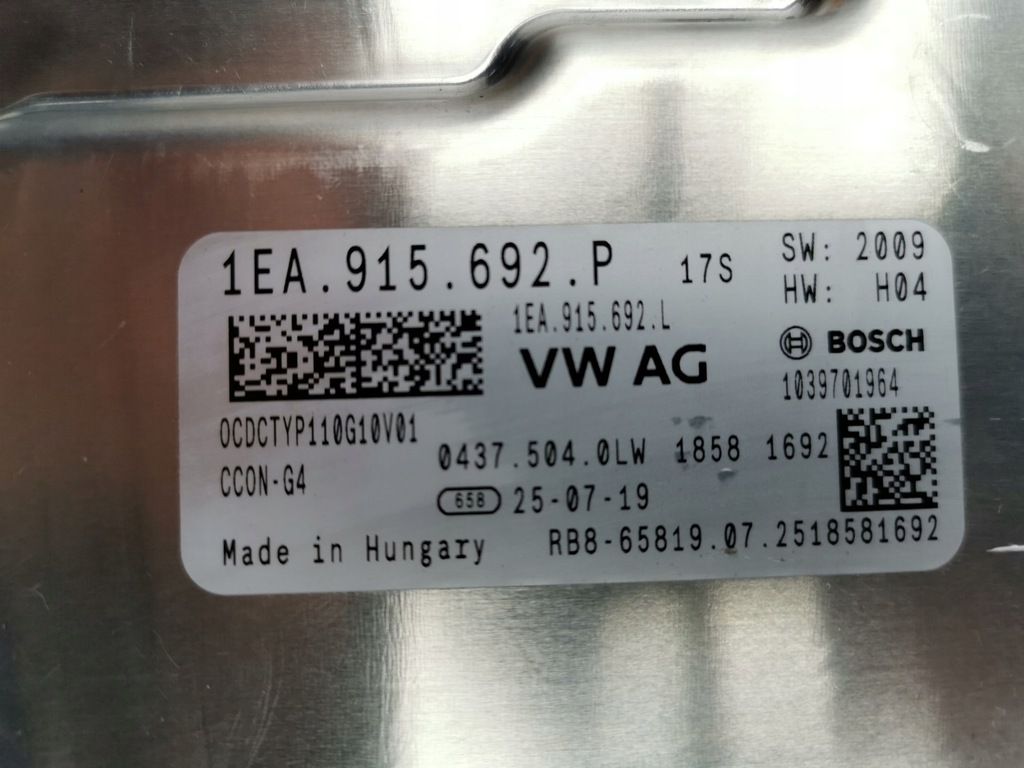 1EA.915.692.P 17S SW: 2009
HW: H04
1EA.915.692.L
VW AG
BOSCH
1039701964
OCDCTYP110G10V01
CCON-G4
0437.504.0LW 1858 1692
658 25-07-19
Made in Hungary RB8-65819.07.2518581692